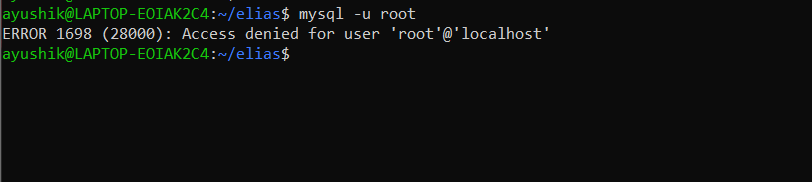 ayushik@LAPTOP-EOIAK2C4:~/elias$ mysql -u root
ERROR 1698 (28000): Access denied for user 'root'@'localhost'
ayushik@LAPTOP-EOIAK2C4:~/elias$